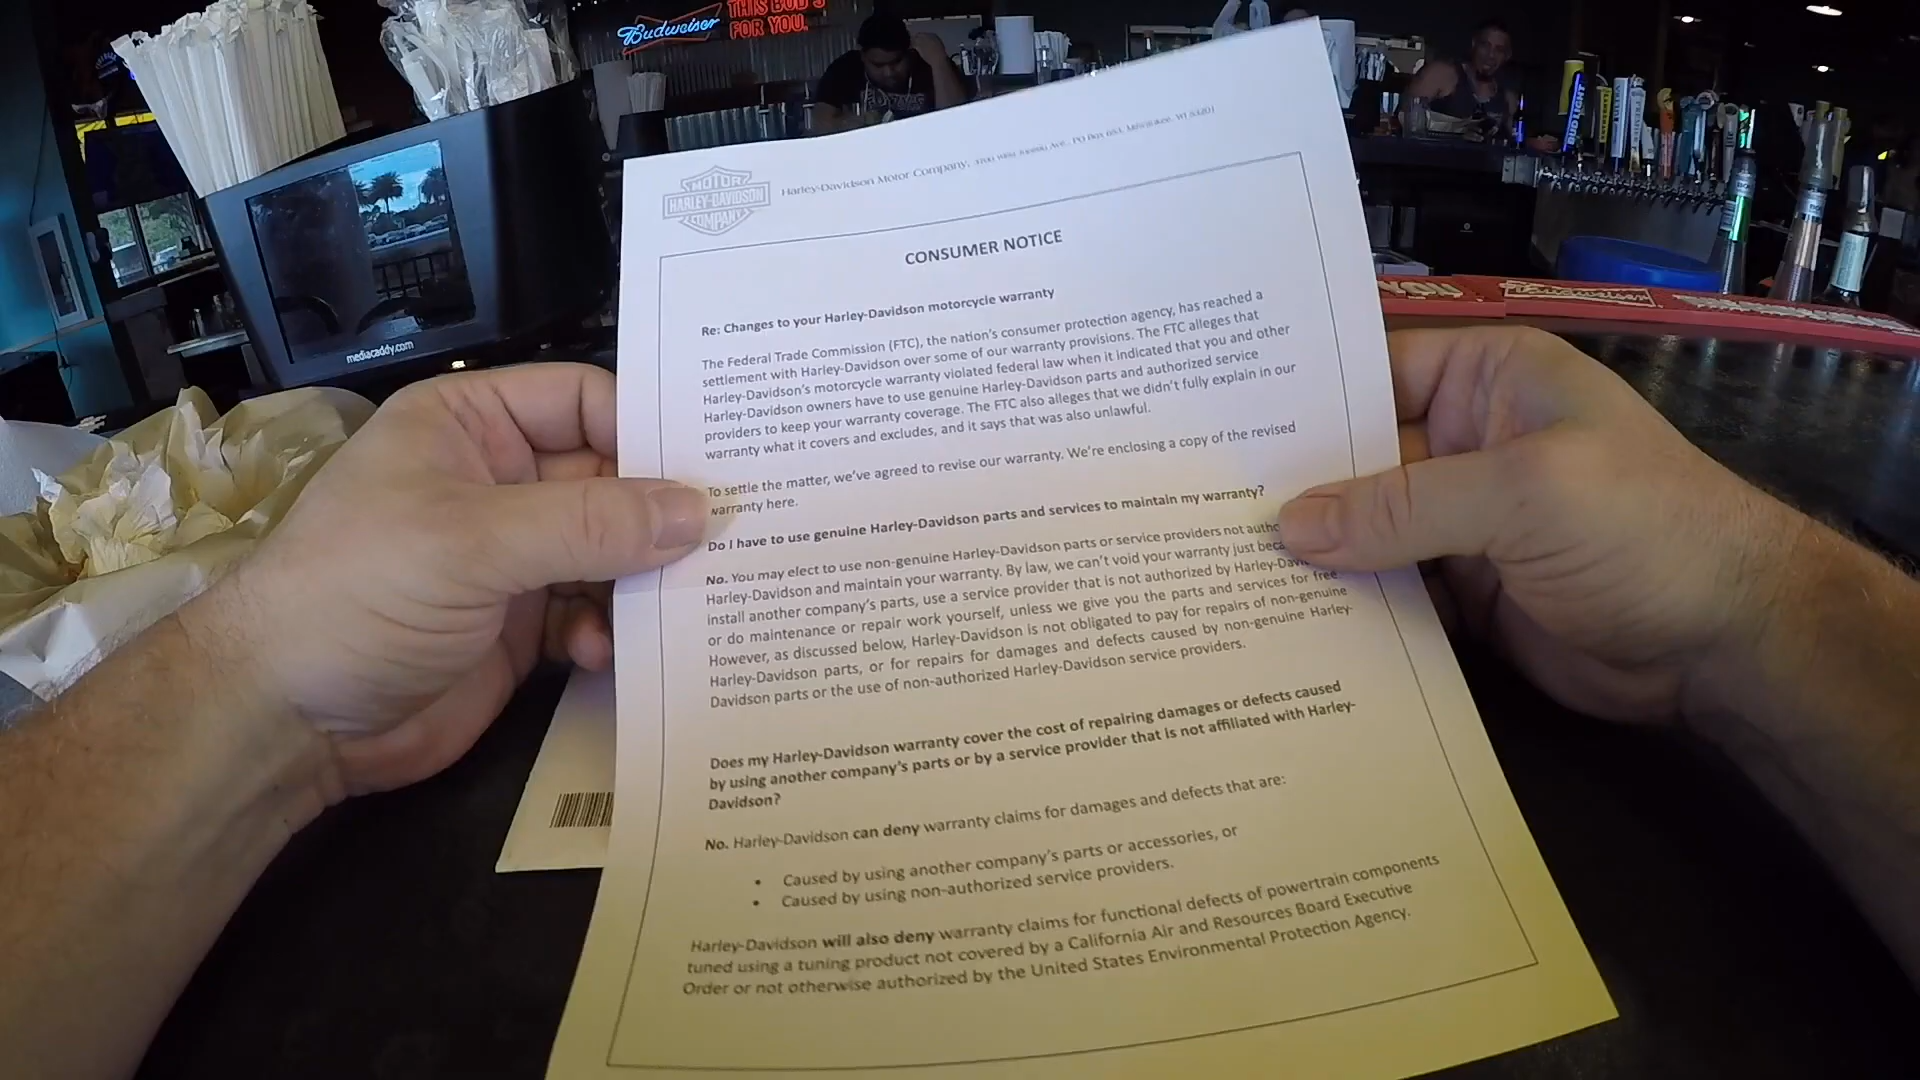 Budweiser
THIS BUD'S
FOR YOU.
BUD LIGHT
mediacaddy.com
Budweiser
MOTOR
HARLEY-DAVIDSON
COMPANY
Harley-Davidson Motor Company, PO Box 653, Milwaukee, WI 53201
CONSUMER NOTICE
Re: Changes to your Harley-Davidson motorcycle warranty
The Federal Trade Commission (FTC), the nation's consumer protection agency, has reached a
settlement with Harley-Davidson over some of our warranty provisions. The FTC alleges that
Harley-Davidson's motorcycle warranty violated federal law when it indicated that you and other
Harley-Davidson owners have to use genuine Harley-Davidson parts and authorized service
providers to keep your warranty coverage. The FTC also alleges that we didn't fully explain in our
warranty what it covers and excludes, and it says that was also unlawful.
To settle the matter, we've agreed to revise our warranty. We're enclosing a copy of the revised
warranty here.
Do I have to use genuine Harley-Davidson parts and services to maintain my warranty?
No. You may elect to use non-genuine Harley-Davidson parts or service providers not autho
Harley-Davidson and maintain your warranty. By law, we can't void your warranty just beca
install another company's parts, use a service provider that is not authorized by Harley-Davi
or do maintenance or repair work yourself, unless we give you the parts and services for free.
However, as discussed below, Harley-Davidson is not obligated to pay for repairs of non-genuine
Harley-Davidson parts, or for repairs for damages and defects caused by non-genuine Harley-
Davidson parts or the use of non-authorized Harley-Davidson service providers.
Does my Harley-Davidson warranty cover the cost of repairing damages or defects caused
by using another company's parts or by a service provider that is not affiliated with Harley-
Davidson?
No. Harley-Davidson can deny warranty claims for damages and defects that are:
• Caused by using another company's parts or accessories, or
• Caused by using non-authorized service providers.
Harley-Davidson will also deny warranty claims for functional defects of powertrain components
tuned using a tuning product not covered by a California Air and Resources Board Executive
Order or not otherwise authorized by the United States Environmental Protection Agency.